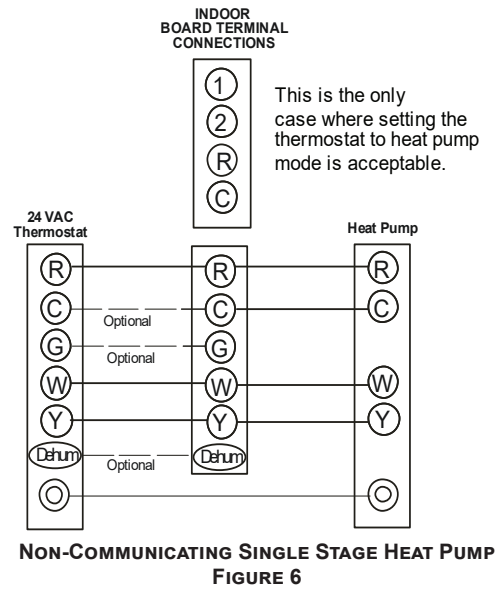 INDOOR
BOARD TERMINAL
CONNECTIONS
1
2
R
C
This is the only
case where setting the
thermostat to heat pump
mode is acceptable.
24 VAC
Thermostat
Heat Pump
R R R
C Optional C C
G Optional G
W W W
Y Y Y
Dehum Optional Dehum
NON-COMMUNICATING SINGLE STAGE HEAT PUMP
FIGURE 6